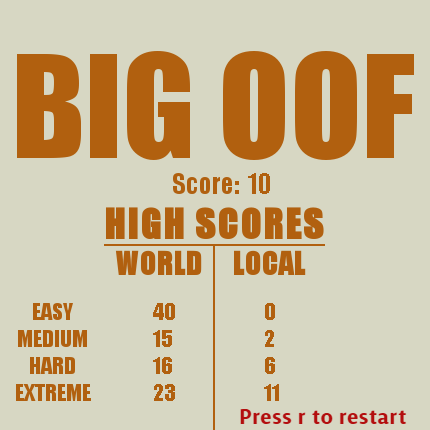 BIG OOF
Score: 10
HIGH SCORES
WORLD LOCAL
EASY 40 0
MEDIUM 15 2
HARD 16 6
EXTREME 23 11
Press r to restart